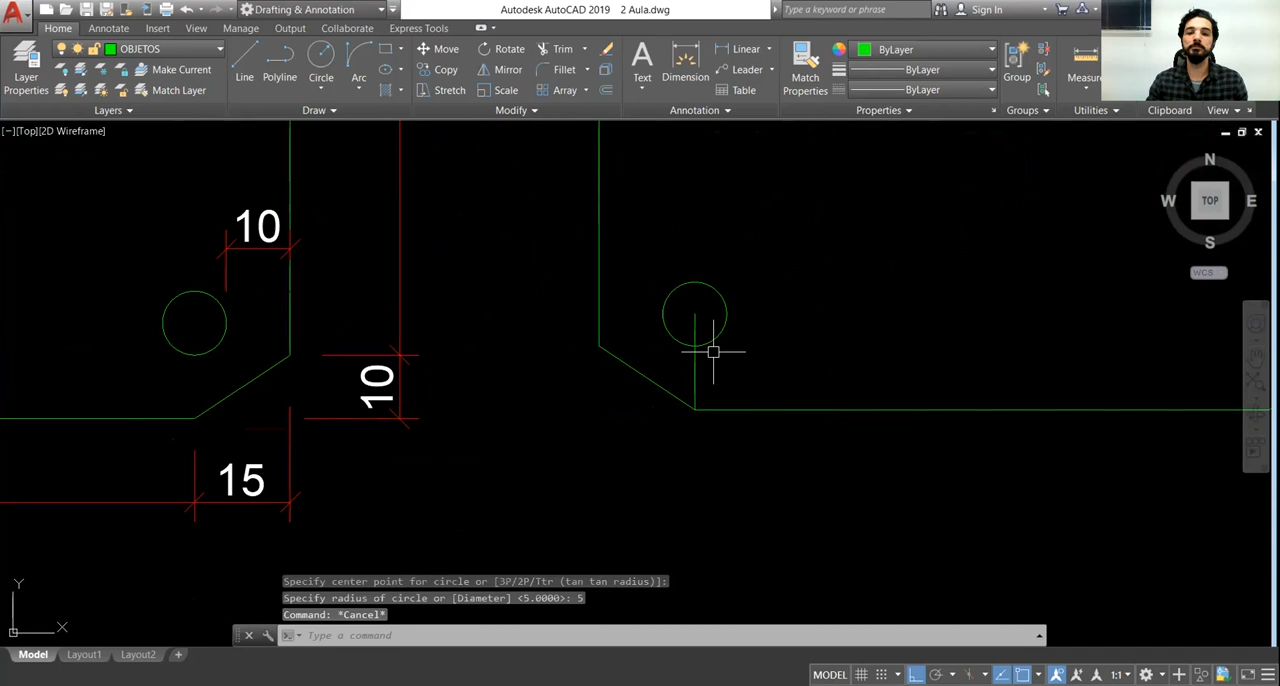 Drafting & Annotation
Autodesk AutoCAD 2019 2 Aula.dwg
Type a keyword or phrase
Sign In
Home Annotate Insert View Manage Output Collaborate Express Tools
Layer Properties
OBJETOS
Make Current
Match Layer
Layers
Line
Polyline
Circle
Arc
Draw
Move
Rotate
Trim
Copy
Mirror
Fillet
Stretch
Scale
Array
Modify
Text
Dimension
Linear
Leader
Table
Annotation
Match Properties
ByLayer
ByLayer
ByLayer
Properties
Group
Groups
Measure
Utilities
Clipboard
View
[−][Top][2D Wireframe]
N
W TOP E
S
WCS
10
10
15
Y
X
Specify center point for circle or [3P/2P/Ttr (tan tan radius)]:
Specify radius of circle or [Diameter] <5.0000>: 5
Command: *Cancel*
Type a command
Model Layout1 Layout2 +
MODEL 1:1